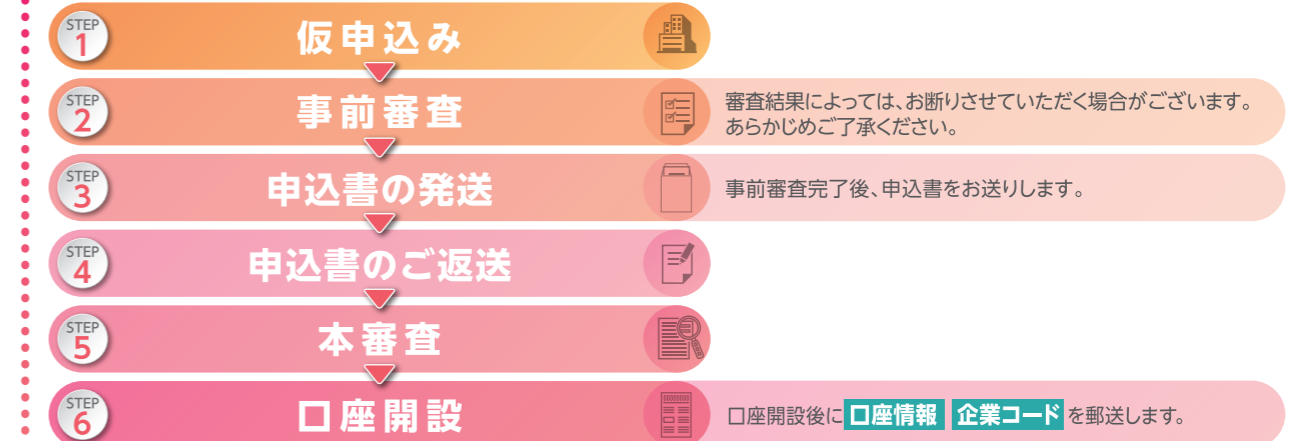 STEP
1
仮申込み
STEP
2
事前審査
審査結果によっては、お断りさせていただく場合がございます。
あらかじめご了承ください。
STEP
3
申込書の発送
事前審査完了後、申込書をお送りします。
STEP
4
申込書のご返送
STEP
5
本審査
STEP
6
口座開設
口座開設後に 口座情報 企業コード を郵送します。